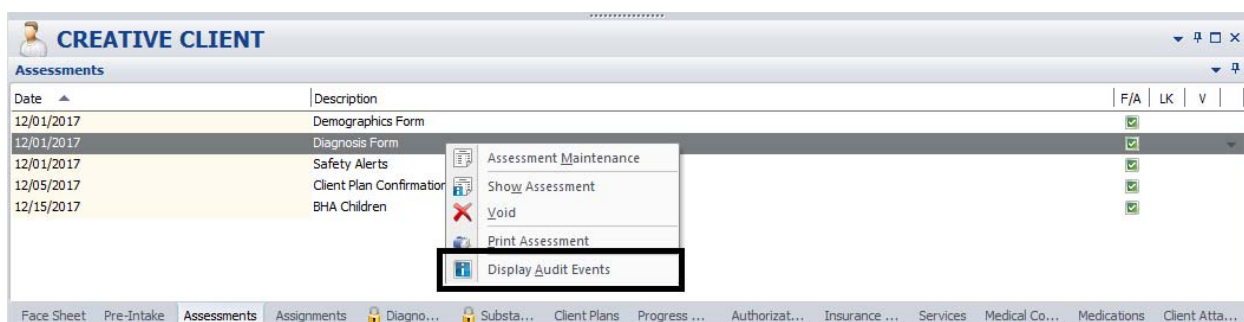 CREATIVE CLIENT
Assessments
Date Description F/A LK V
12/01/2017 Demographics Form
12/01/2017 Diagnosis Form
12/01/2017 Safety Alerts
12/05/2017 Client Plan Confirmation
12/15/2017 BHA Children
Assessment Maintenance
Show Assessment
Void
Print Assessment
Display Audit Events
Face Sheet Pre-Intake Assessments Assignments Diagno... Substa... Client Plans Progress ... Authorizat... Insurance ... Services Medical Co... Medications Client Atta...